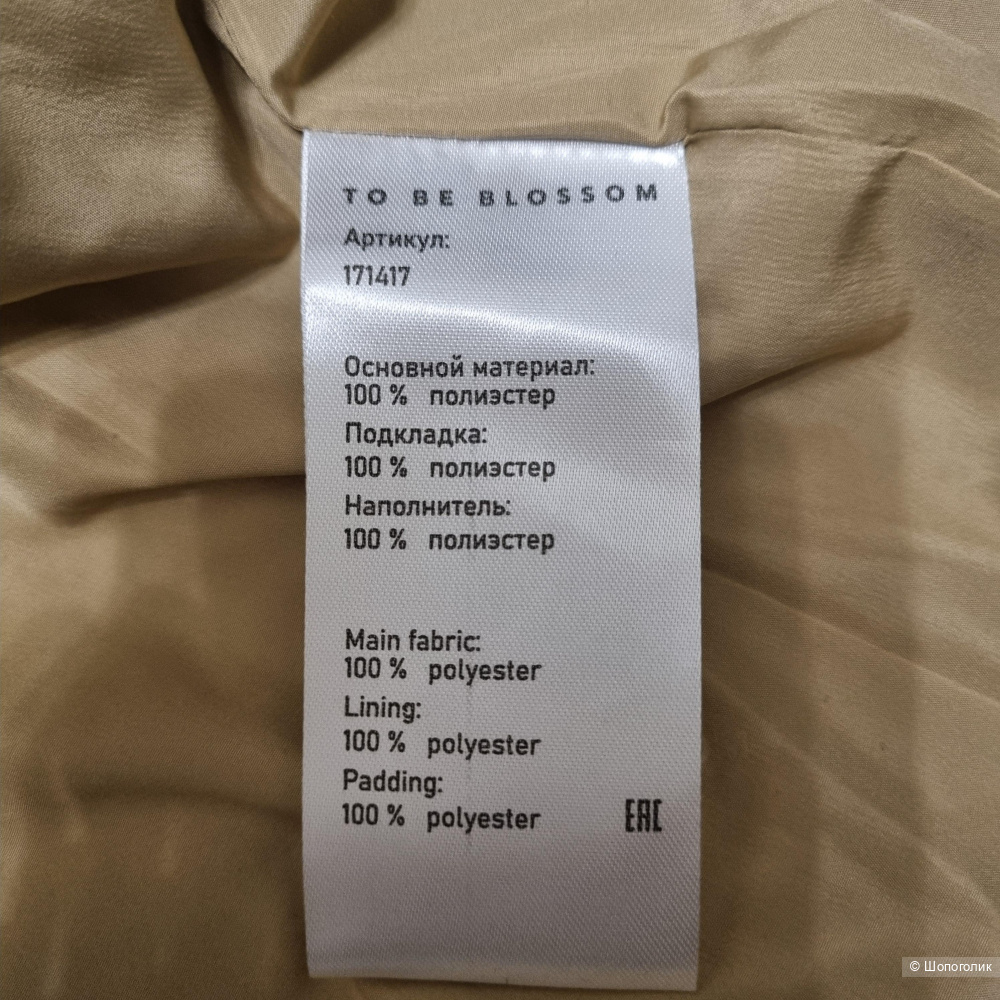 TO BE BLOSSOM
Артикул:
171417
Основной материал:
100 % полиэстер
Подкладка:
100 % полиэстер
Наполнитель:
100 % полиэстер
Main fabric:
100 % polyester
Lining:
100 % polyester
Padding:
100 % polyester
EAC
© Шопоголик